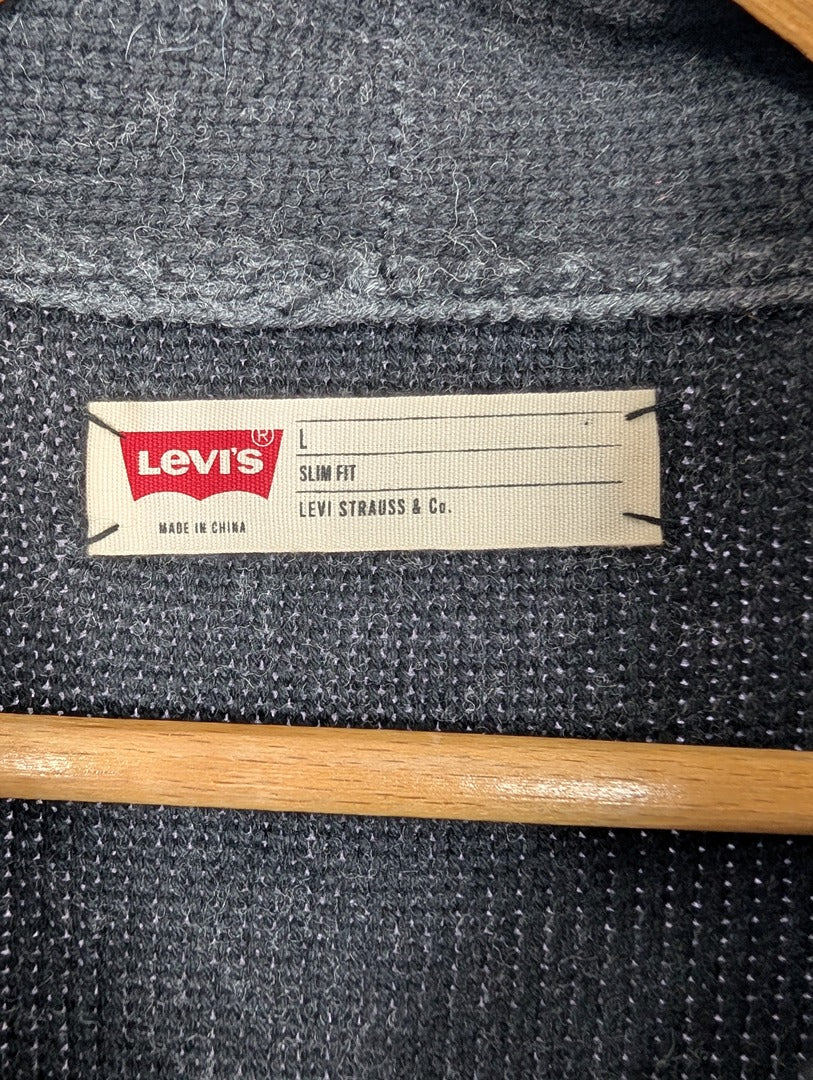 LEVI'S®
MADE IN CHINA
L
SLIM FIT
LEVI STRAUSS & Co.